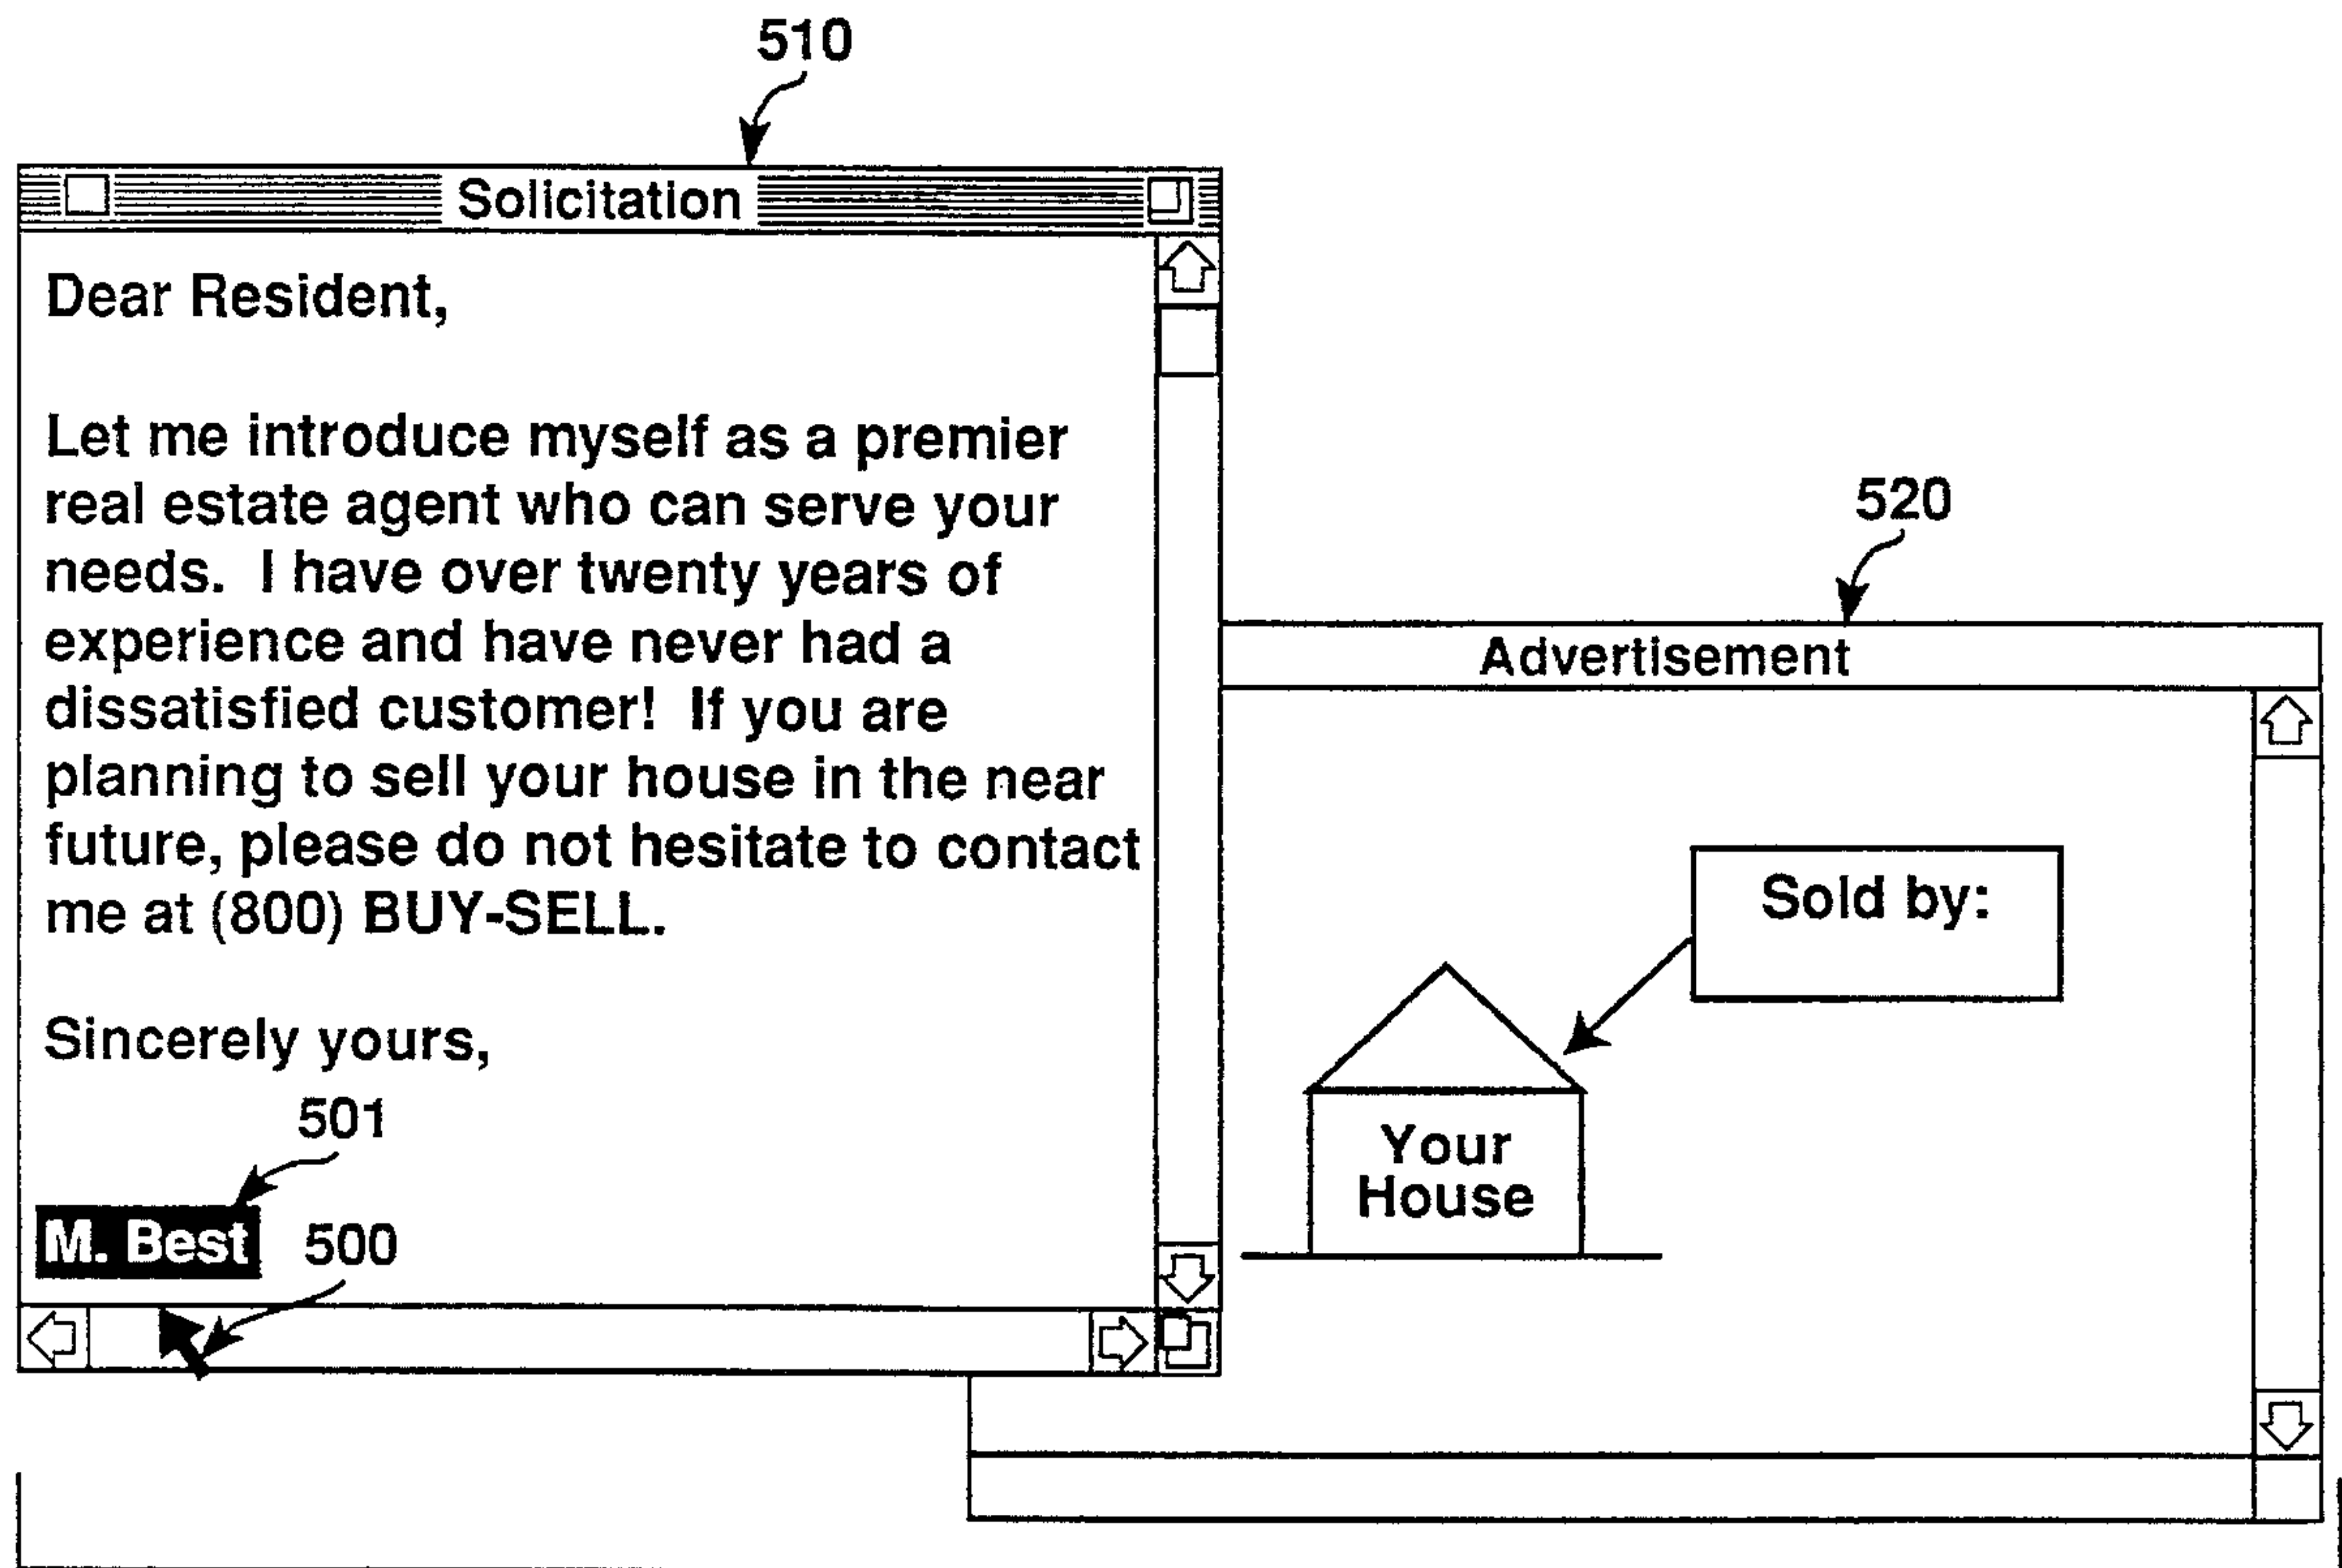 510
Solicitation
Dear Resident,
Let me introduce myself as a premier
real estate agent who can serve your
needs.  I have over twenty years of
experience and have never had a
dissatisfied customer!  If you are
planning to sell your house in the near
future, please do not hesitate to contact
me at (800) BUY-SELL.
Sincerely yours,
501
M. Best
500
520
Advertisement
Sold by:
Your
House